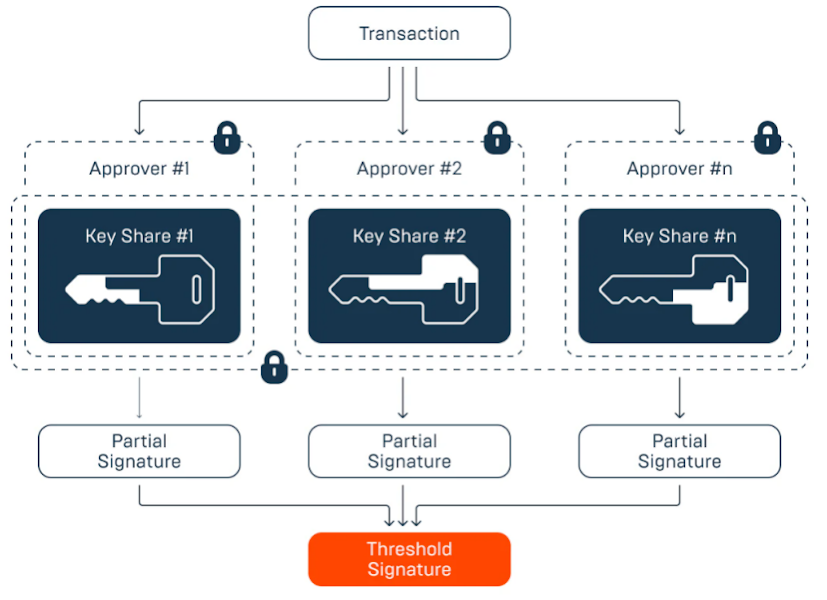 Transaction
Approver #1
Approver #2
Approver #n
Key Share #1
Key Share #2
Key Share #n
Partial
Signature
Partial
Signature
Partial
Signature
Threshold
Signature